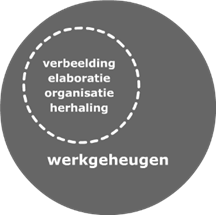 verbeelding
elaboratie
organisatie
herhaling
werkgeheugen